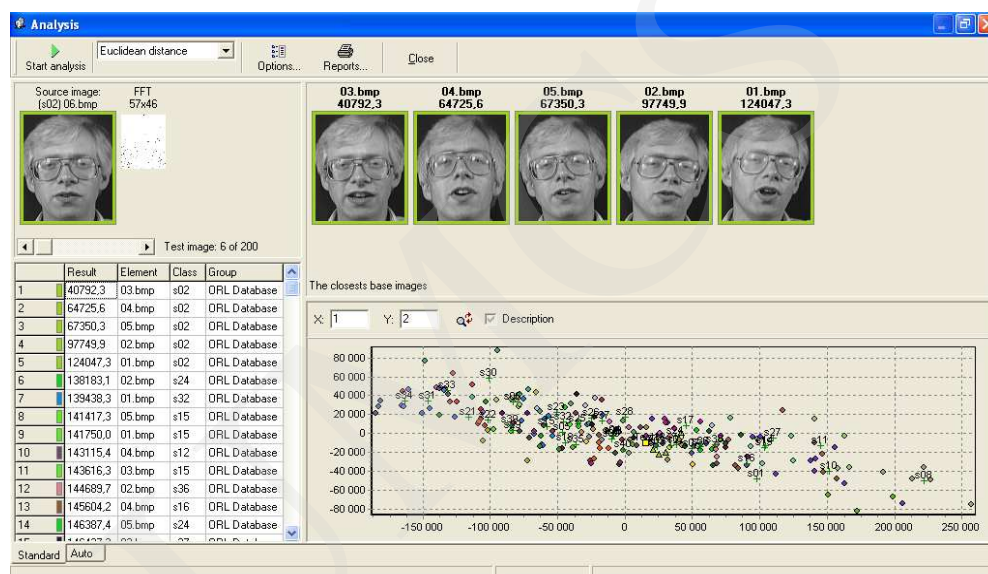 Analysis
Start analysis
Euclidean distance
Options...
Reports...
Close
Source image:
(s02) 06.bmp
FFT
57x46
Test image: 6 of 200
03.bmp
40792,3
04.bmp
64725,6
05.bmp
67350,3
02.bmp
97749,9
01.bmp
124047,3
The closests base images
Result Element Class Group
1 40792,3 03.bmp s02 ORL Database
2 64725,6 04.bmp s02 ORL Database
3 67350,3 05.bmp s02 ORL Database
4 97749,9 02.bmp s02 ORL Database
5 124047,3 01.bmp s02 ORL Database
6 138183,1 02.bmp s24 ORL Database
7 139438,3 01.bmp s32 ORL Database
8 141417,3 05.bmp s15 ORL Database
9 141750,0 01.bmp s15 ORL Database
10 143115,4 04.bmp s12 ORL Database
11 143616,3 03.bmp s15 ORL Database
12 144689,7 02.bmp s36 ORL Database
13 145604,2 04.bmp s16 ORL Database
14 146387,4 05.bmp s24 ORL Database
X: 1 Y: 2 Description
80 000
60 000
40 000
20 000
0
-20 000
-40 000
-60 000
-80 000
s30
s33
s34 s31
s21
s23
s28
s17
s27
s11
s16
s01
s10
s08
-150 000 -100 000 -50 000 0 50 000 100 000 150 000 200 000 250 000
Standard Auto